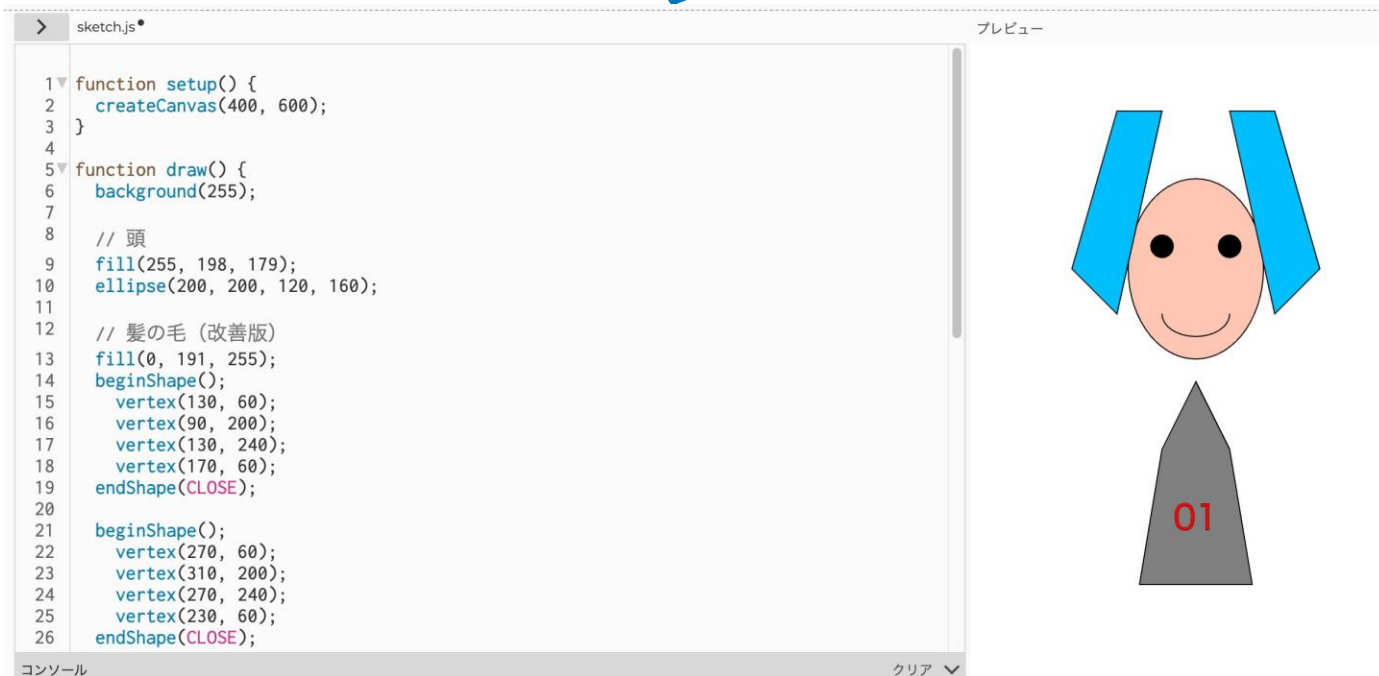 sketch.js
プレビュー
1 function setup() {
2 createCanvas(400, 600);
3 }
4
5 function draw() {
6 background(255);
7
8 // 頭
9 fill(255, 198, 179);
10 ellipse(200, 200, 120, 160);
11
12 // 髪の毛（改善版）
13 fill(0, 191, 255);
14 beginShape();
15 vertex(130, 60);
16 vertex(90, 200);
17 vertex(130, 240);
18 vertex(170, 60);
19 endShape(CLOSE);
20
21 beginShape();
22 vertex(270, 60);
23 vertex(310, 200);
24 vertex(270, 240);
25 vertex(230, 60);
26 endShape(CLOSE);
01
コンソール
クリア